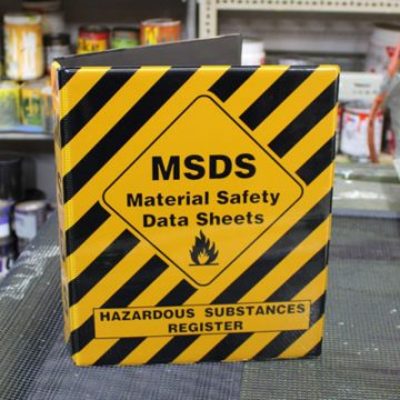 MSDS
Material Safety
Data Sheets
HAZARDOUS SUBSTANCES
REGISTER